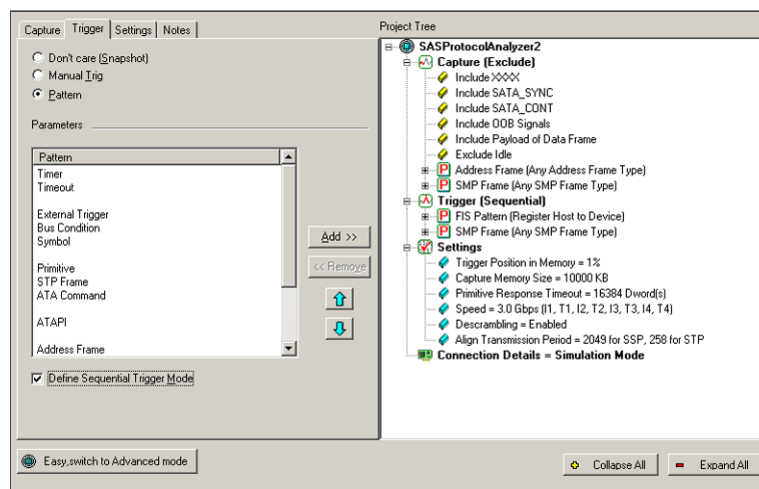 Capture
Trigger
Settings
Notes
Don't care (Snapshot)
Manual Trig
Pattern
Parameters
Pattern
Timer
Timeout
External Trigger
Bus Condition
Symbol
Primitive
STP Frame
ATA Command
ATAPI
Address Frame
Add >>
<< Remove
Define Sequential Trigger Mode
Easy,switch to Advanced mode
Project Tree
SASProtocolAnalyzer2
Capture (Exclude)
Include XXXX
Include SATA_SYNC
Include SATA_CONT
Include OOB Signals
Include Payload of Data Frame
Exclude Idle
P Address Frame (Any Address Frame Type)
P SMP Frame (Any SMP Frame Type)
Trigger (Sequential)
P FIS Pattern (Register Host to Device)
P SMP Frame (Any SMP Frame Type)
Settings
Trigger Position in Memory = 1%
Capture Memory Size = 10000 KB
Primitive Response Timeout = 16384 Dword(s)
Speed = 3.0 Gbps (I1, T1, I2, T2, I3, T3, I4, T4)
Descrambling = Enabled
Align Transmission Period = 2049 for SSP, 258 for STP
Connection Details = Simulation Mode
Collapse All
Expand All